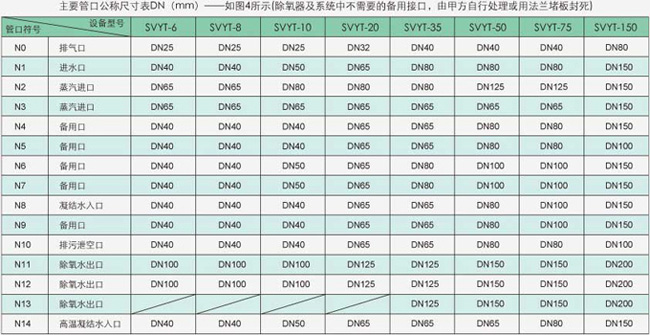 主要管口公称尺寸表DN（mm）——如图4所示(除氧器及系统中不需要的备用接口，由甲方自行处理或用法兰堵板封死)
管口符号 设备型号 SVYT-6 SVYT-8 SVYT-10 SVYT-20 SVYT-35 SVYT-50 SVYT-75 SVYT-150
N0 排气口 DN25 DN25 DN25 DN32 DN40 DN40 DN40 DN80
N1 进水口 DN40 DN40 DN50 DN65 DN80 DN80 DN80 DN150
N2 蒸汽进口 DN65 DN65 DN80 DN80 DN80 DN125 DN125 DN150
N3 蒸汽进口 DN65 DN65 DN65 DN65 DN65 DN65 DN65 DN150
N4 备用口 DN40 DN40 DN40 DN65 DN65 DN80 DN80 DN150
N5 备用口 DN40 DN40 DN40 DN65 DN65 DN80 DN80 DN150
N6 备用口 DN40 DN40 DN50 DN65 DN80 DN100 DN100 DN150
N7 备用口 DN40 DN40 DN50 DN65 DN80 DN100 DN100 DN150
N8 凝结水入口 DN40 DN40 DN40 DN65 DN65 DN80 DN80 DN150
N9 备用口 DN40 DN40 DN40 DN65 DN65 DN80 DN80 DN150
N10 排污泄空口 DN40 DN40 DN40 DN65 DN65 DN80 DN80 DN100
N11 除氧水出口 DN100 DN100 DN100 DN125 DN125 DN150 DN150 DN200
N12 除氧水出口 DN100 DN100 DN100 DN125 DN125 DN150 DN150 DN200
N13 除氧水出口 DN125 DN150 DN150 DN200
N14 高温凝结水入口 DN40 DN40 DN50 DN65 DN65 DN65 DN80 DN150